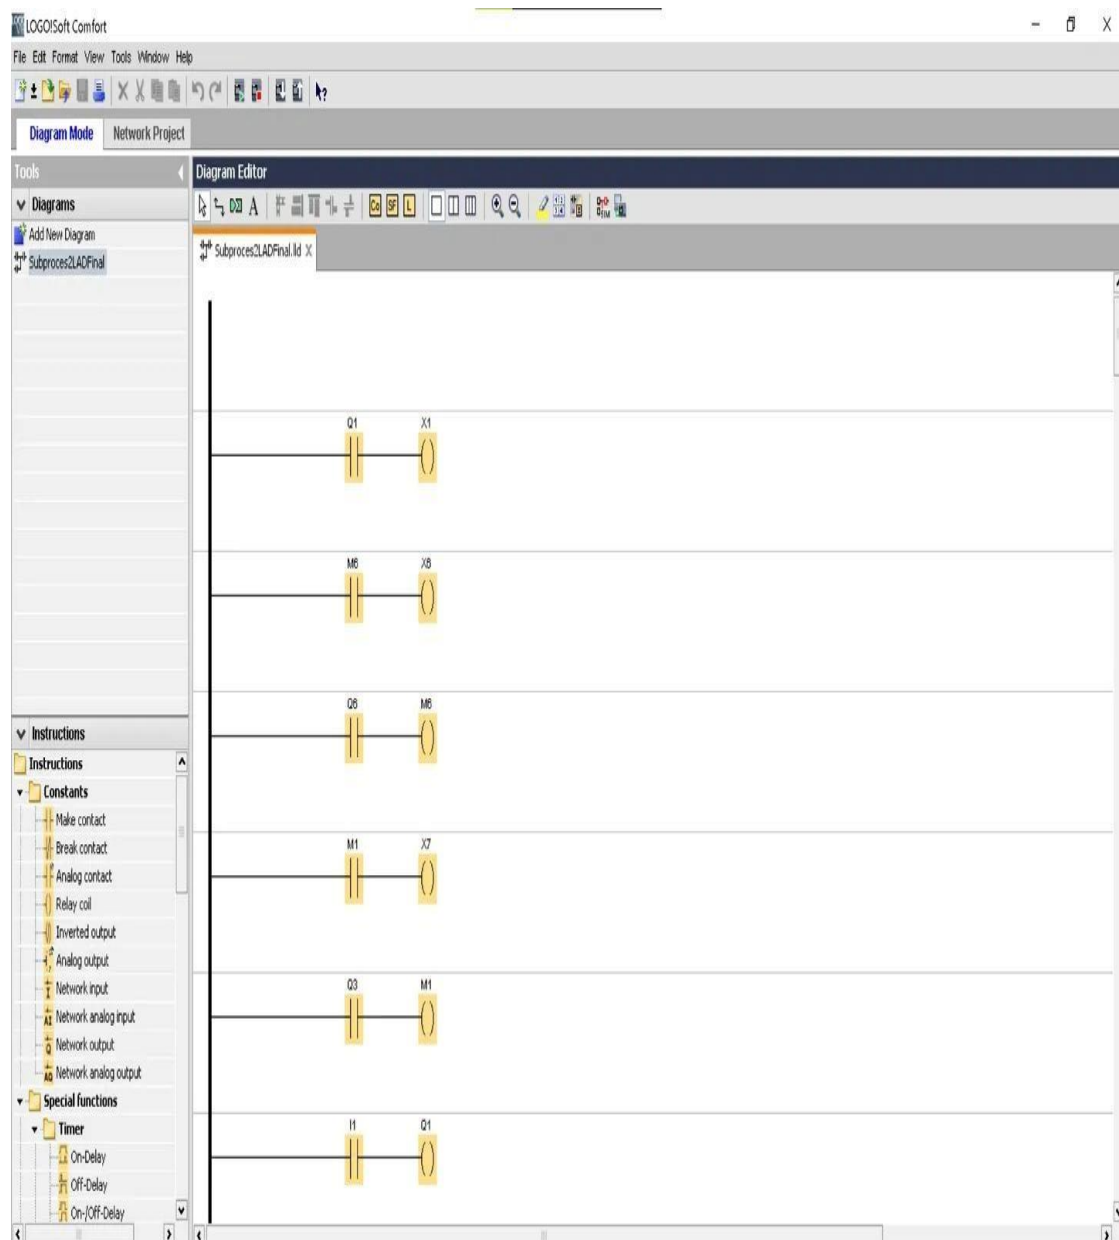 LOGO!Soft Comfort
File Edit Format View Tools Window Help
Diagram Mode Network Project
Tools
Diagrams
Add New Diagram
Subproces2LADFinal
Instructions
Instructions
Constants
Make contact
Break contact
Analog contact
Relay coil
Inverted output
Analog output
Network input
Network analog input
Network output
Network analog output
Special functions
Timer
On-Delay
Off-Delay
On-/Off-Delay
Diagram Editor
A Co SF L
Subproces2LADFinal.lld X
Q1 X1
M6 X8
Q6 M6
M1 X7
Q3 M1
I1 Q1